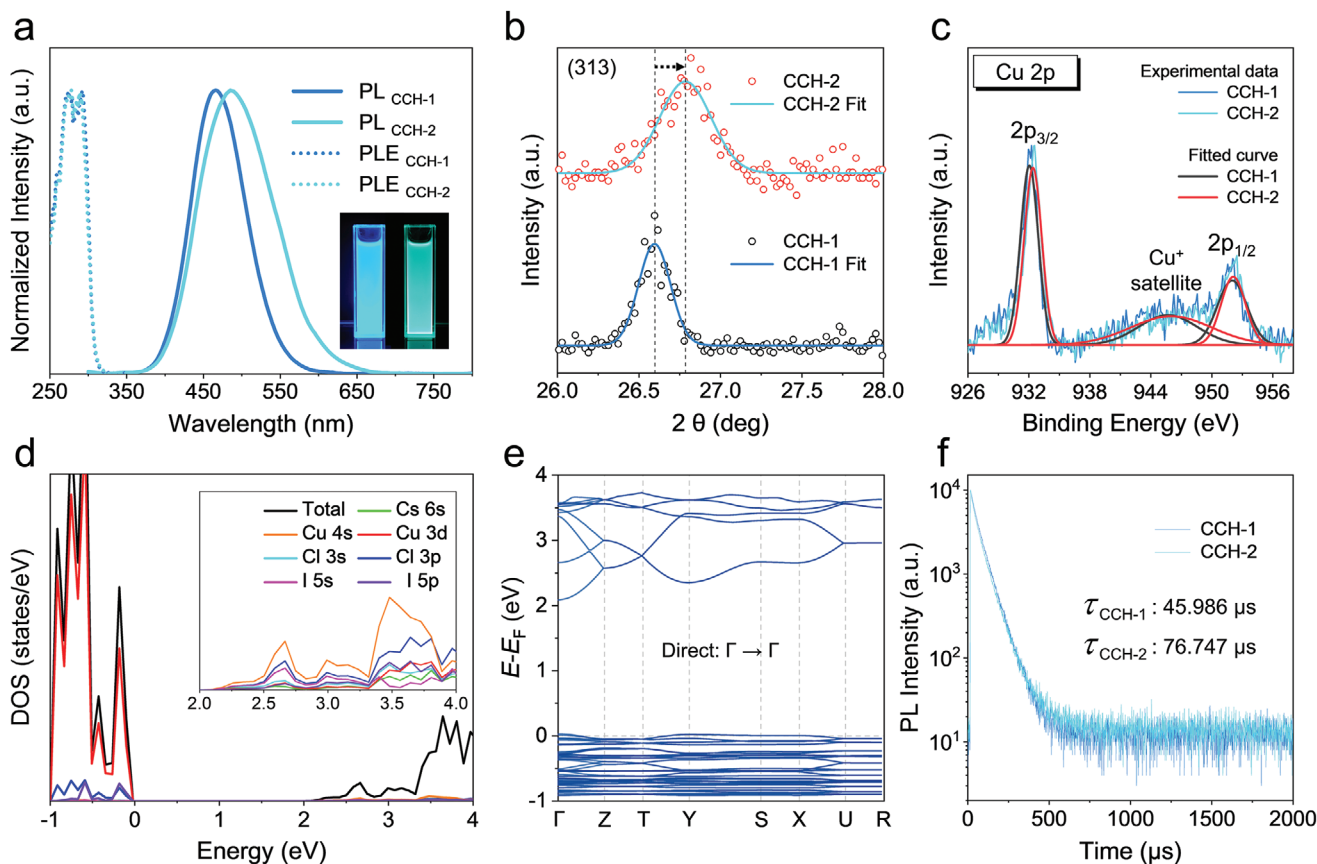 a
Normalized Intensity (a.u.)
PL CCH-1
PL CCH-2
PLE CCH-1
PLE CCH-2
250 350 450 550 650 750
Wavelength (nm)
b
Intensity (a.u.)
(313)
CCH-2
CCH-2 Fit
CCH-1
CCH-1 Fit
26.0 26.5 27.0 27.5 28.0
2 θ (deg)
c
Intensity (a.u.)
Cu 2p
Experimental data
CCH-1
CCH-2
Fitted curve
CCH-1
CCH-2
2p3/2
Cu⁺
satellite
2p1/2
926 932 938 944 950 956
Binding Energy (eV)
d
DOS (states/eV)
Total
Cs 6s
Cu 4s
Cu 3d
Cl 3s
Cl 3p
I 5s
I 5p
2.0 2.5 3.0 3.5 4.0
-1 0 1 2 3 4
Energy (eV)
e
E-EF (eV)
4
3
2
1
0
-1
Direct: Γ → Γ
Γ Z T Y S X U R
f
PL Intensity (a.u.)
10⁴
10³
10²
10¹
CCH-1
CCH-2
τCCH-1 : 45.986 µs
τCCH-2 : 76.747 µs
0 500 1000 1500 2000
Time (µs)